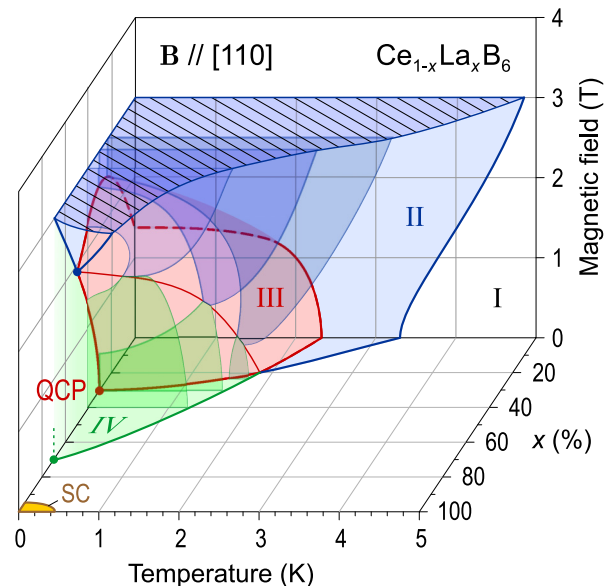 B // [110]
Ce1-xLaxB6
4
3
2
1
0
Magnetic field (T)
II
I
III
QCP
IV
SC
20
40
60
80
100
x (%)
0
1
2
3
4
5
Temperature (K)